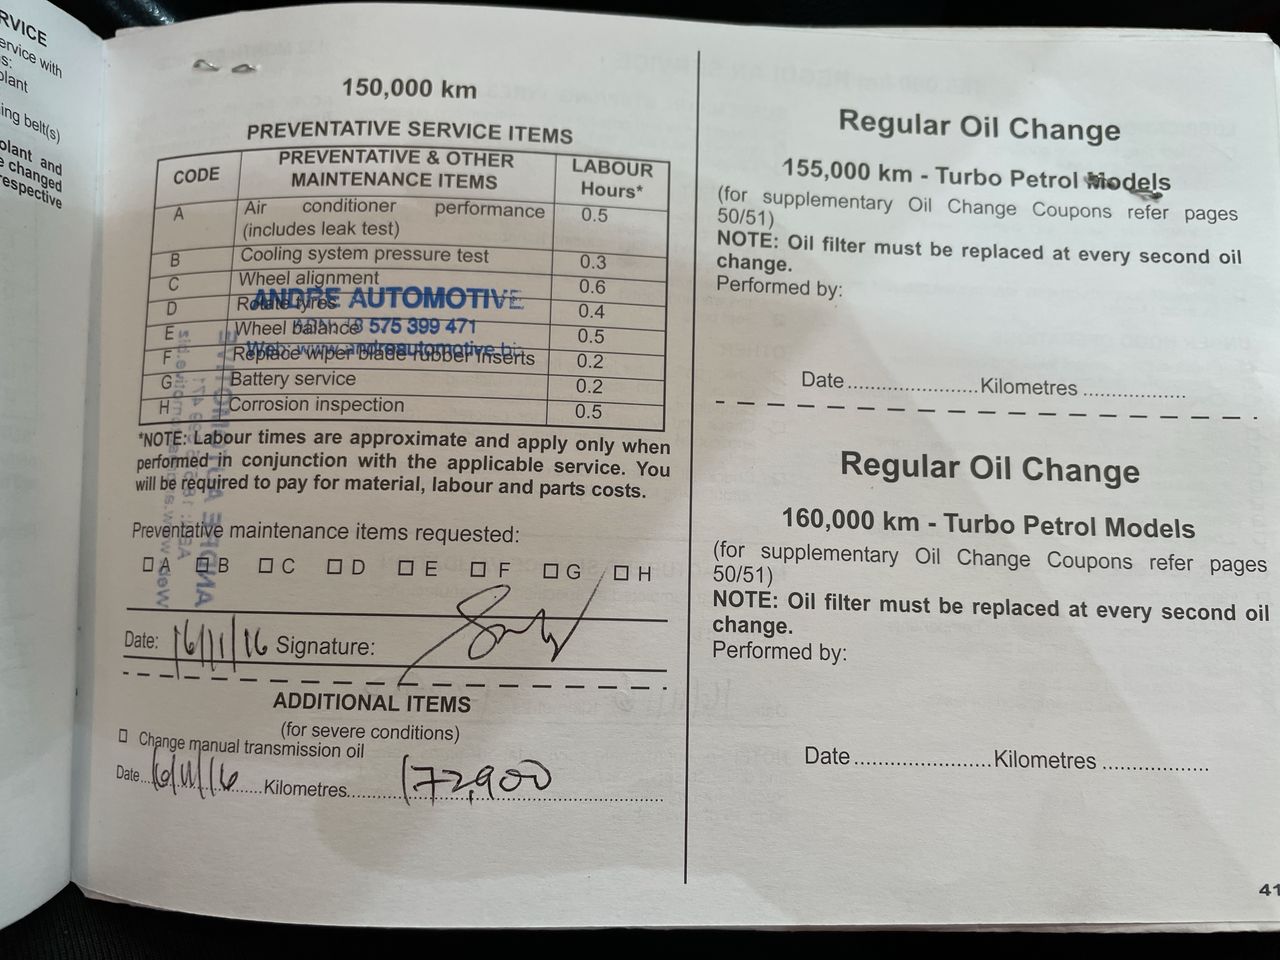 RVICE
ervice with
s:
plant
ing belt(s)
plant and
e changed
respective
150,000 km
PREVENTATIVE SERVICE ITEMS
CODE PREVENTATIVE & OTHER MAINTENANCE ITEMS LABOUR Hours*
A Air conditioner performance 0.5
(includes leak test)
B Cooling system pressure test 0.3
C Wheel alignment 0.6
D Rotate tyres 0.4
ANDRE AUTOMOTIVE
E Wheel balance 0.5
575 399 471
F Replace wiper blade rubber inserts 0.2
Web: www.andreautomotive.biz
G Battery service 0.2
H Corrosion inspection 0.5
*NOTE: Labour times are approximate and apply only when
performed in conjunction with the applicable service. You
will be required to pay for material, labour and parts costs.
Preventative maintenance items requested:
A B C D E F G H
Date: 16/11/16 Signature:
ADDITIONAL ITEMS
(for severe conditions)
Change manual transmission oil
Date....16/11/16......Kilometres......172,900
Regular Oil Change
155,000 km - Turbo Petrol Models
(for supplementary Oil Change Coupons refer pages
50/51)
NOTE: Oil filter must be replaced at every second oil
change.
Performed by:
Date.......................Kilometres ..................
Regular Oil Change
160,000 km - Turbo Petrol Models
(for supplementary Oil Change Coupons refer pages
50/51)
NOTE: Oil filter must be replaced at every second oil
change.
Performed by:
Date.......................Kilometres ..................
41